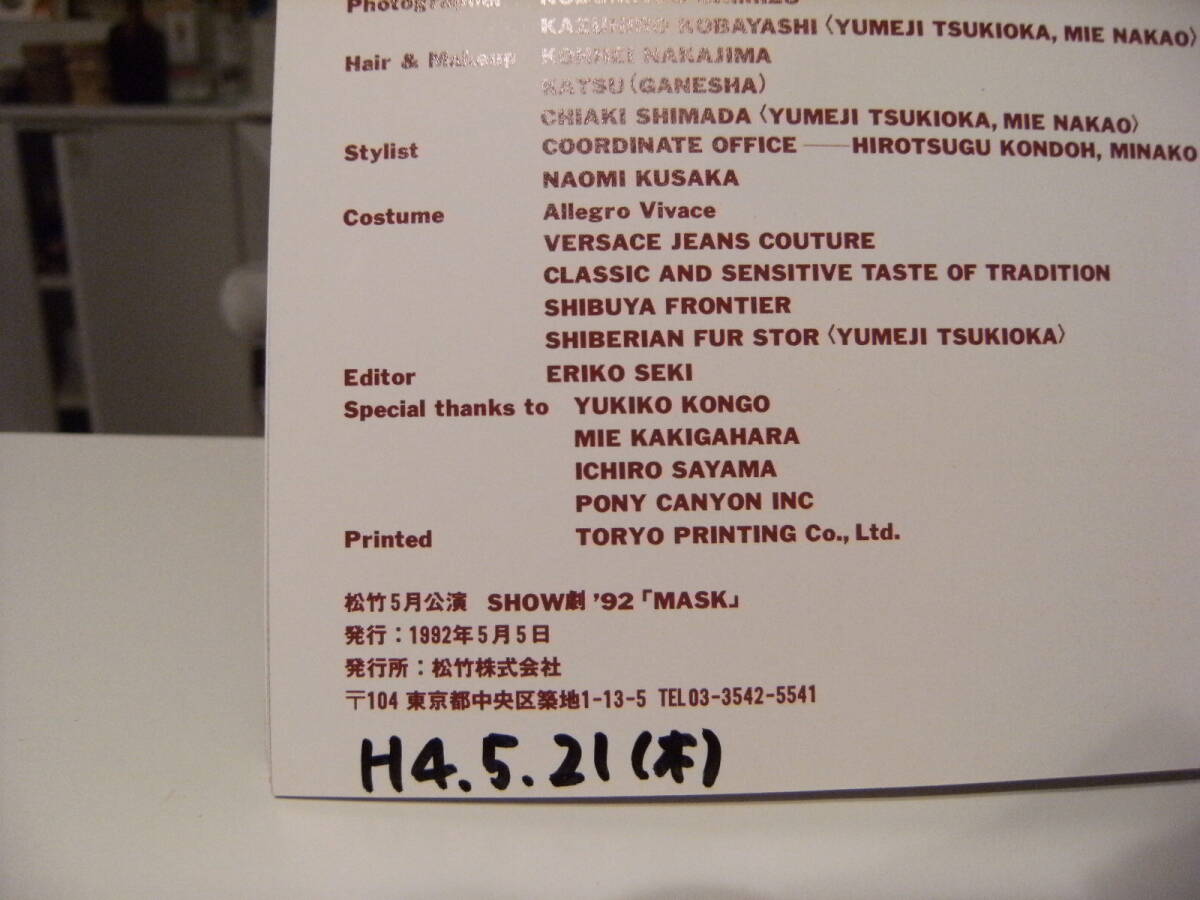 Photographer
KAZUHIRO KOBAYASHI〈YUMEJI TSUKIOKA, MIE NAKAO〉
Hair & Makeup KOHHEI NAKAJIMA
KATSU(GANESHA)
CHIAKI SHIMADA〈YUMEJI TSUKIOKA, MIE NAKAO〉
Stylist COORDINATE OFFICE——HIROTSUGU KONDOH, MINAKO
NAOMI KUSAKA
Costume Allegro Vivace
VERSACE JEANS COUTURE
CLASSIC AND SENSITIVE TASTE OF TRADITION
SHIBUYA FRONTIER
SHIBERIAN FUR STOR〈YUMEJI TSUKIOKA〉
Editor ERIKO SEKI
Special thanks to YUKIKO KONGO
MIE KAKIGAHARA
ICHIRO SAYAMA
PONY CANYON INC
Printed TORYO PRINTING Co., Ltd.
松竹5月公演 SHOW劇 '92「MASK」
発行：1992年5月5日
発行所：松竹株式会社
〒104 東京都中央区築地1-13-5 TEL03-3542-5541
H4.5.21(木)